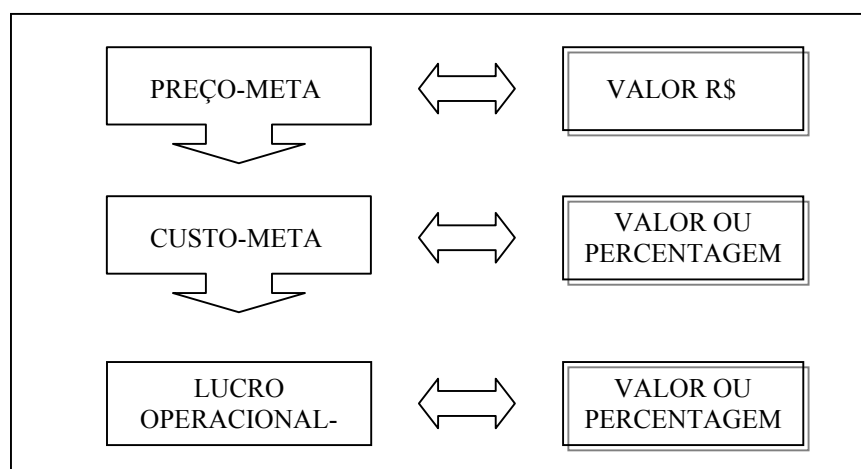 PREÇO-META
VALOR R$
CUSTO-META
VALOR OU
PERCENTAGEM
LUCRO
OPERACIONAL-
VALOR OU
PERCENTAGEM